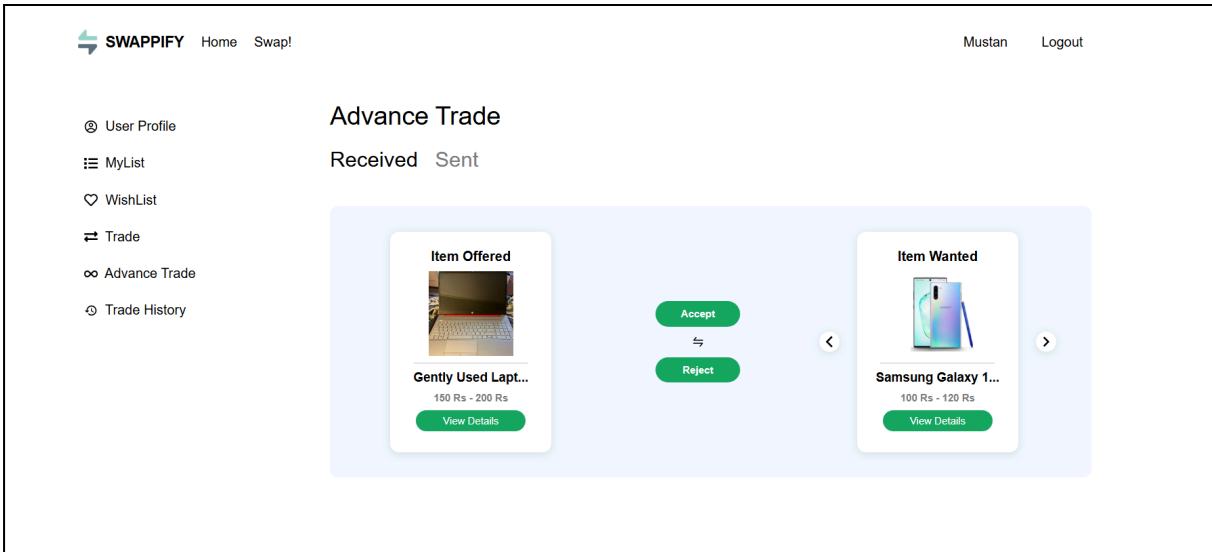 SWAPPIFY Home Swap! Mustan Logout
User Profile
MyList
WishList
Trade
Advance Trade
Trade History
Advance Trade
Received Sent
Item Offered
Gently Used Lapt...
150 Rs - 200 Rs
View Details
Accept
Reject
Item Wanted
Samsung Galaxy 1...
100 Rs - 120 Rs
View Details